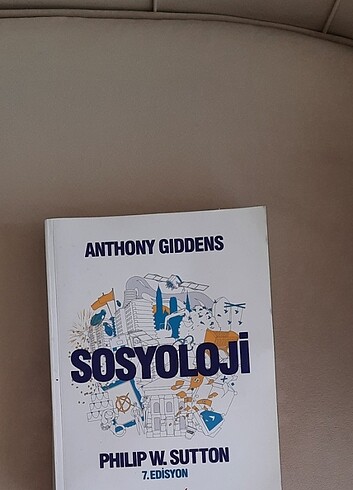 ANTHONY GIDDENS
SOSYOLOJİ
PHILIP W. SUTTON
7. EDİSYON